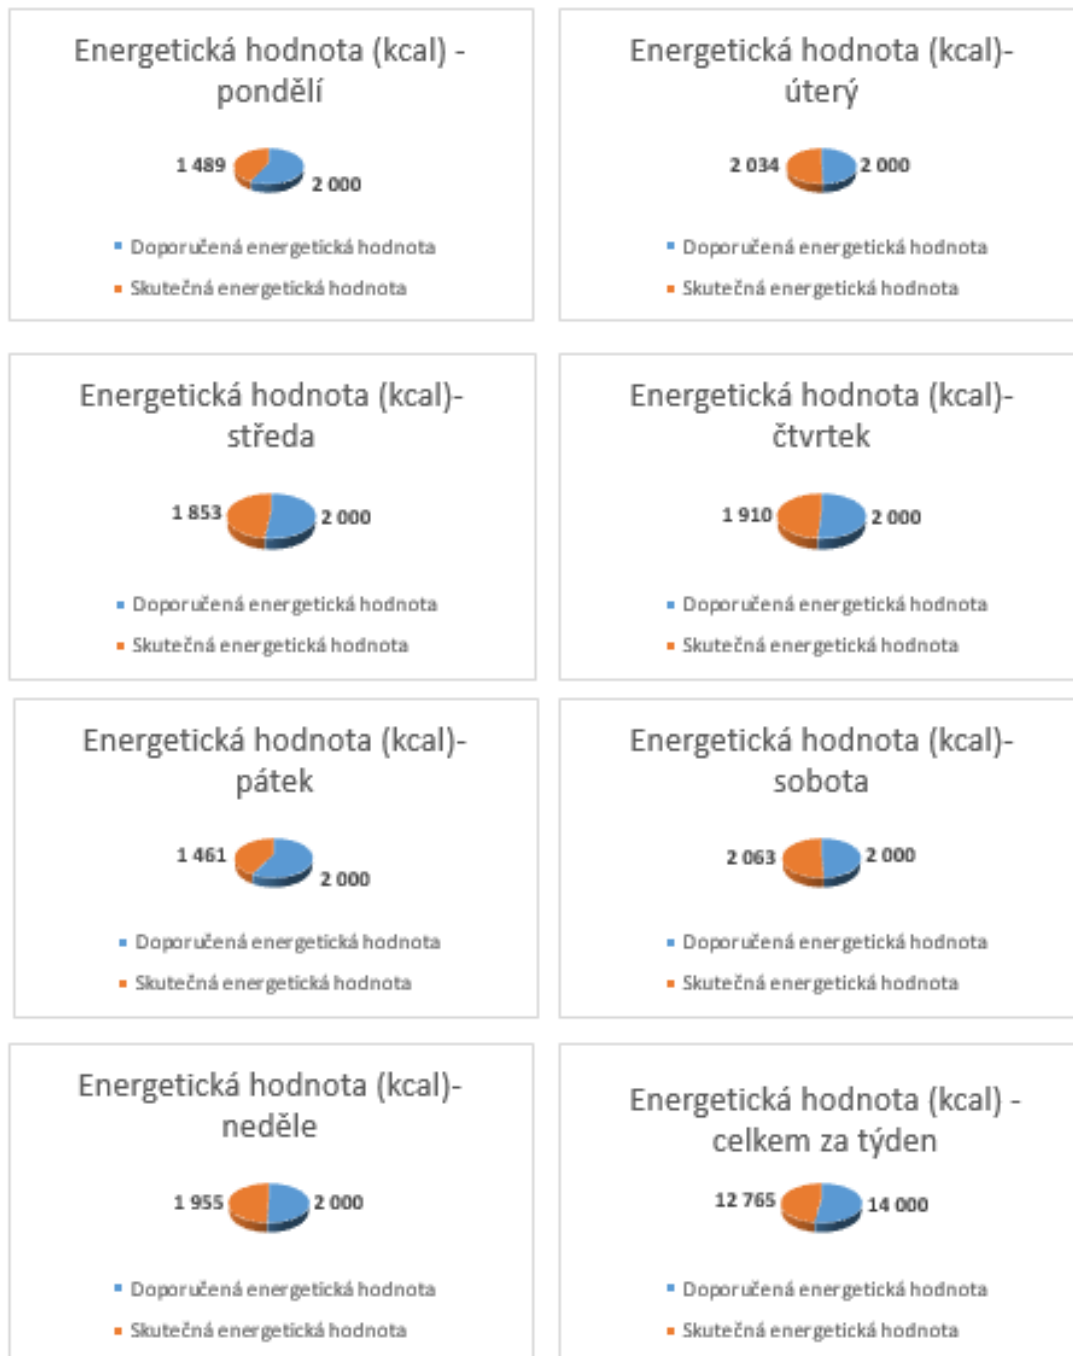 Energetická hodnota (kcal) -
pondělí
1 489
2 000
Doporučená energetická hodnota
Skutečná energetická hodnota
Energetická hodnota (kcal)-
úterý
2 034
2 000
Doporučená energetická hodnota
Skutečná energetická hodnota
Energetická hodnota (kcal)-
středa
1 853
2 000
Doporučená energetická hodnota
Skutečná energetická hodnota
Energetická hodnota (kcal)-
čtvrtek
1 910
2 000
Doporučená energetická hodnota
Skutečná energetická hodnota
Energetická hodnota (kcal)-
pátek
1 461
2 000
Doporučená energetická hodnota
Skutečná energetická hodnota
Energetická hodnota (kcal)-
sobota
2 063
2 000
Doporučená energetická hodnota
Skutečná energetická hodnota
Energetická hodnota (kcal)-
neděle
1 955
2 000
Doporučená energetická hodnota
Skutečná energetická hodnota
Energetická hodnota (kcal) -
celkem za týden
12 765
14 000
Doporučená energetická hodnota
Skutečná energetická hodnota